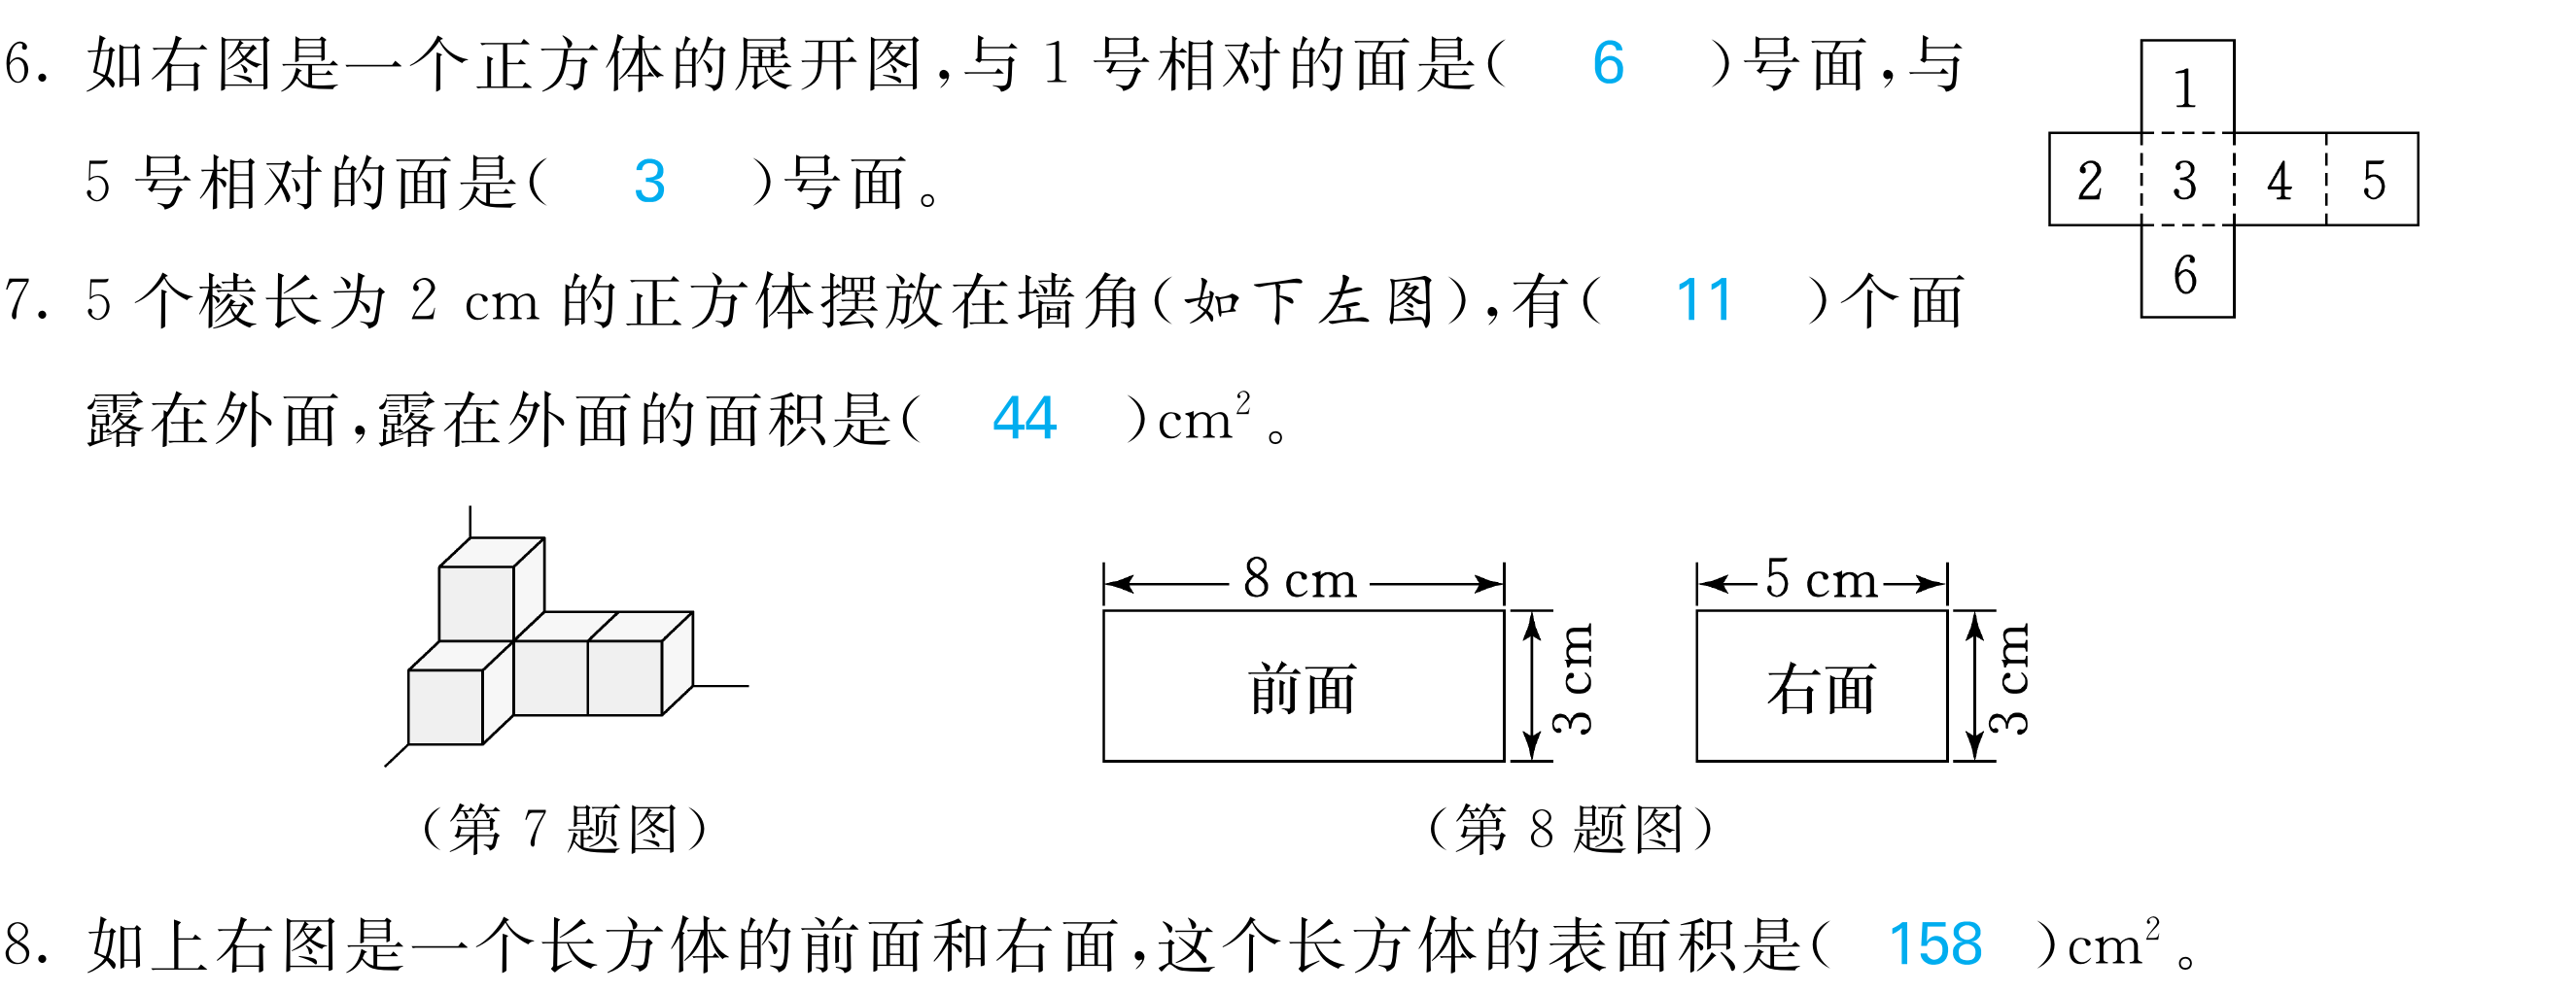 6. 如右图是一个正方体的展开图,与 1 号相对的面是( 6 )号面,与
5 号相对的面是( 3 )号面。
1
2 3 4 5
6
7. 5 个棱长为 2 cm 的正方体摆放在墙角(如下左图),有( 11 )个面
露在外面,露在外面的面积是( 44 )cm²。
8 cm
5 cm
前面
3 cm
右面
3 cm
(第 7 题图)
(第 8 题图)
8. 如上右图是一个长方体的前面和右面,这个长方体的表面积是( 158 )cm²。